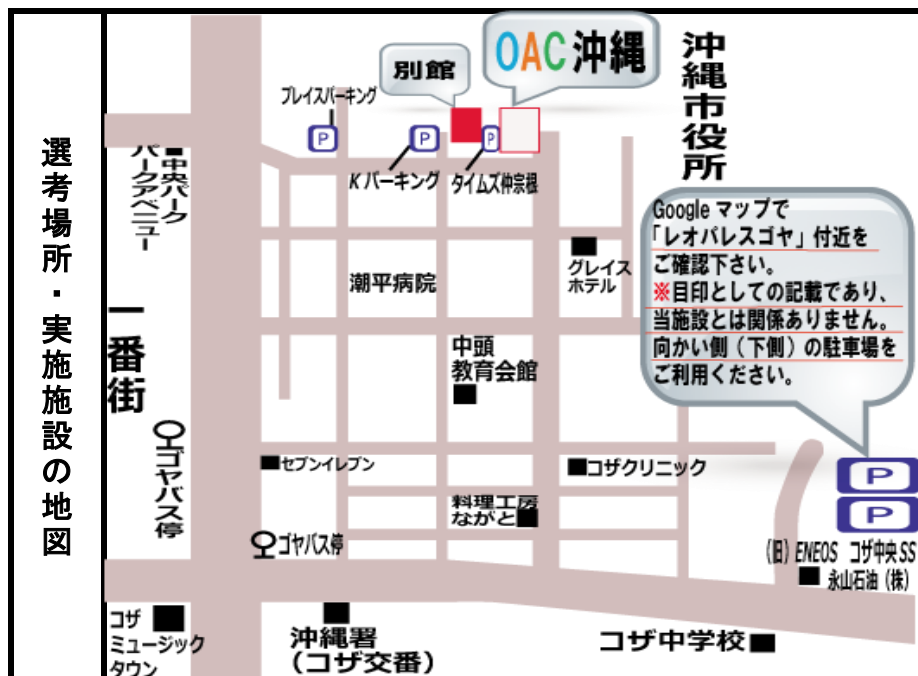 選考場所・実施施設の地図
OAC 沖縄
別館
沖縄市役所
プレイスパーキング
P
P
P
Kパーキング
タイムズ仲宗根
■中央パーク
パークアベニュー
Google マップで
「レオパレスゴヤ」付近を
ご確認下さい。
※目印としての記載であり、
当施設とは関係ありません。
向かい側（下側）の駐車場を
ご利用ください。
グレイス
ホテル
潮平病院
一番街
中頭
教育会館
ゴヤバス停
セブンイレブン
コザクリニック
P
P
料理工房
ながと
ゴヤバス停
(旧) ENEOS コザ中央SS
永山石油（株）
コザ
ミュージック
タウン
沖縄署
（コザ交番）
コザ中学校